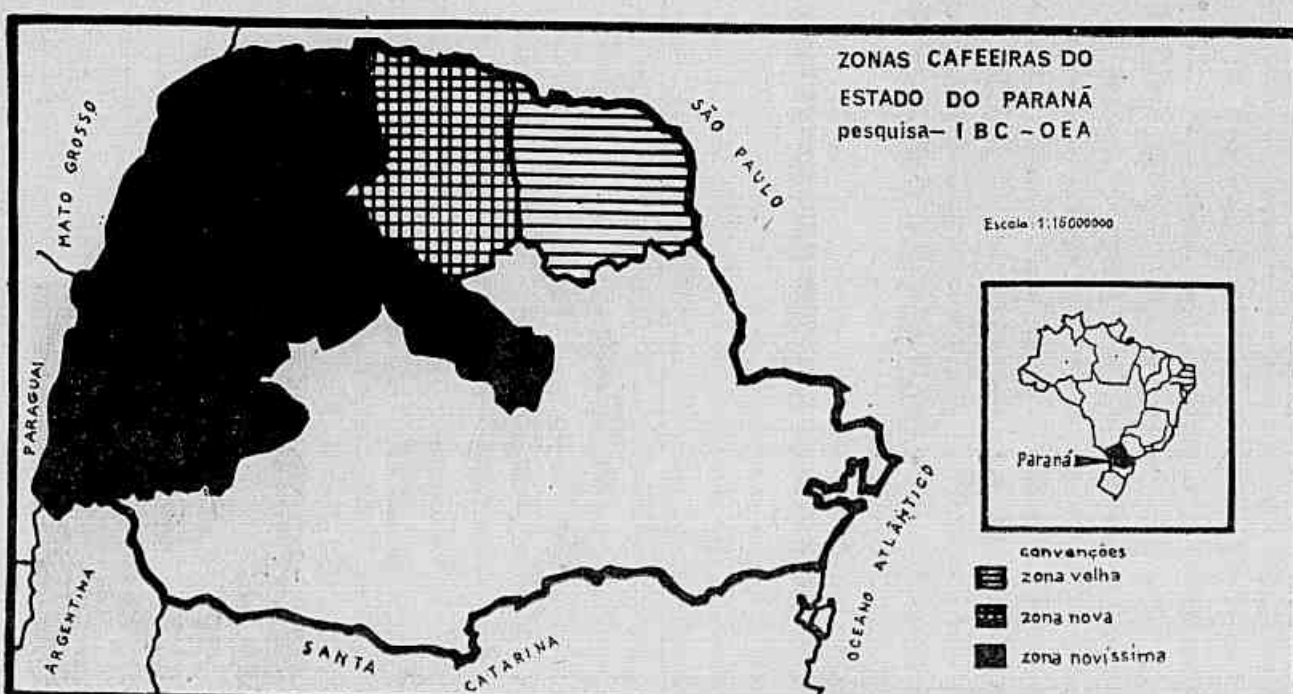 ZONAS CAFEEIRAS DO
ESTADO DO PARANÁ
pesquisa– IBC – OEA
Escala 1:15000000
MATO GROSSO
SÃO PAULO
PARAGUAI
ARGENTINA
SANTA CATARINA
OCEANO ATLÂNTICO
Paraná
convenções
zona velha
zona nova
zona novíssima